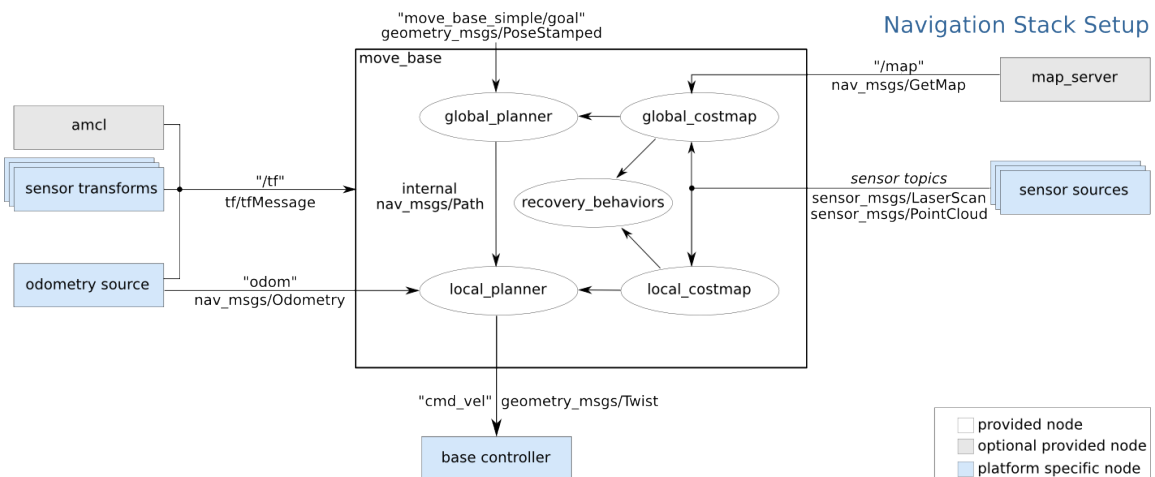 Navigation Stack Setup
"move_base_simple/goal"
geometry_msgs/PoseStamped
move_base
"/map"
nav_msgs/GetMap
map_server
global_planner
global_costmap
amcl
sensor transforms
"/tf"
tf/tfMessage
internal
nav_msgs/Path
recovery_behaviors
sensor topics
sensor_msgs/LaserScan
sensor_msgs/PointCloud
sensor sources
odometry source
"odom"
nav_msgs/Odometry
local_planner
local_costmap
"cmd_vel" geometry_msgs/Twist
base controller
provided node
optional provided node
platform specific node